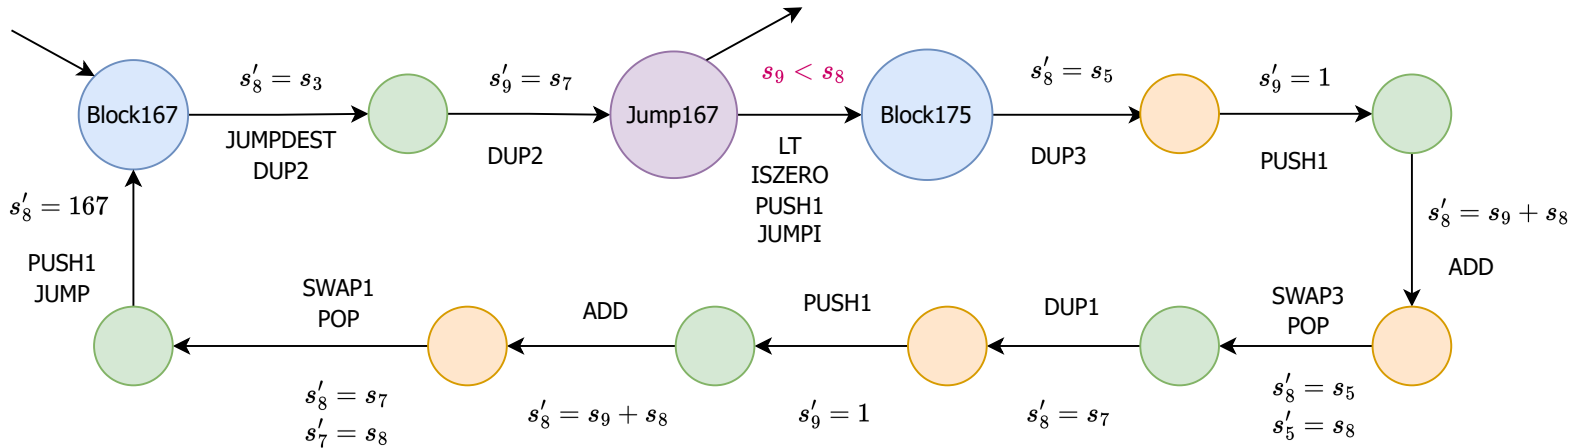 s′₈ = s₃
s′₉ = s₇
s₉ < s₈
s′₈ = s₅
s′₉ = 1
Block167
Jump167
Block175
JUMPDEST
DUP2
DUP2
LT
ISZERO
PUSH1
JUMPI
DUP3
PUSH1
s′₈ = 167
s′₈ = s₉ + s₈
PUSH1
JUMP
ADD
SWAP1
POP
ADD
PUSH1
DUP1
SWAP3
POP
s′₈ = s₇
s′₇ = s₈
s′₈ = s₉ + s₈
s′₉ = 1
s′₈ = s₇
s′₈ = s₅
s′₅ = s₈